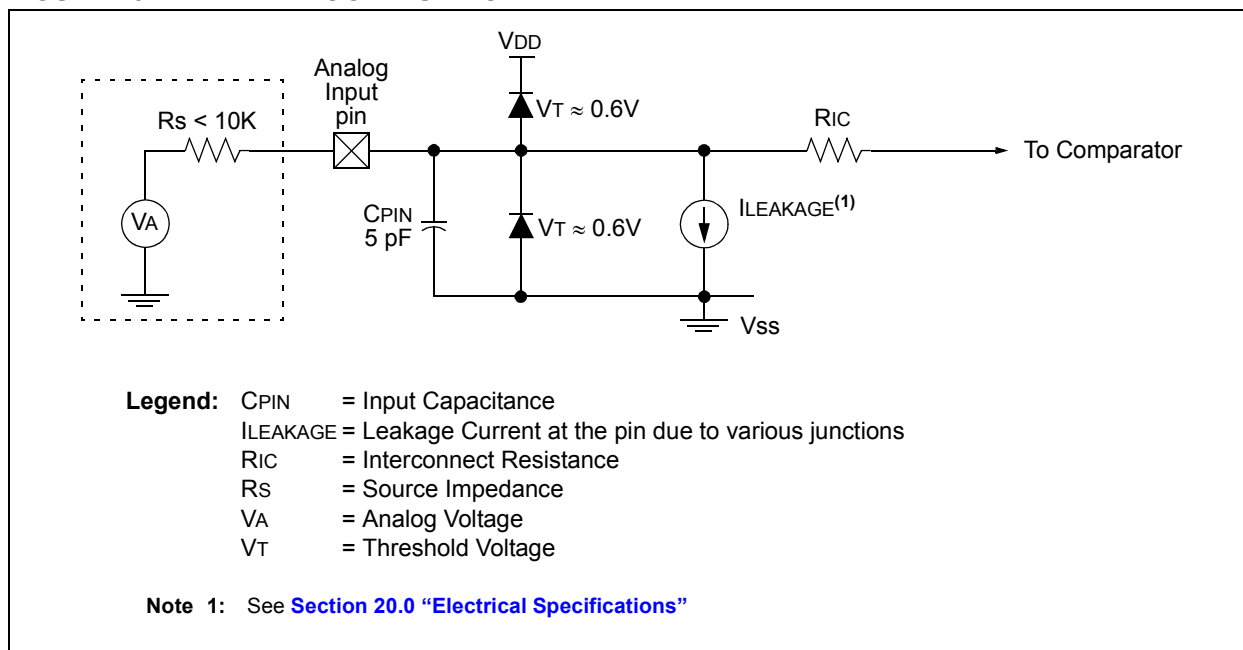 VDD
Analog
Input
pin
Rs < 10K
VT ≈ 0.6V
RIC
To Comparator
VA
CPIN
5 pF
VT ≈ 0.6V
ILEAKAGE(1)
Vss
Legend: CPIN = Input Capacitance
ILEAKAGE = Leakage Current at the pin due to various junctions
RIC = Interconnect Resistance
RS = Source Impedance
VA = Analog Voltage
VT = Threshold Voltage
Note 1: See Section 20.0 “Electrical Specifications”